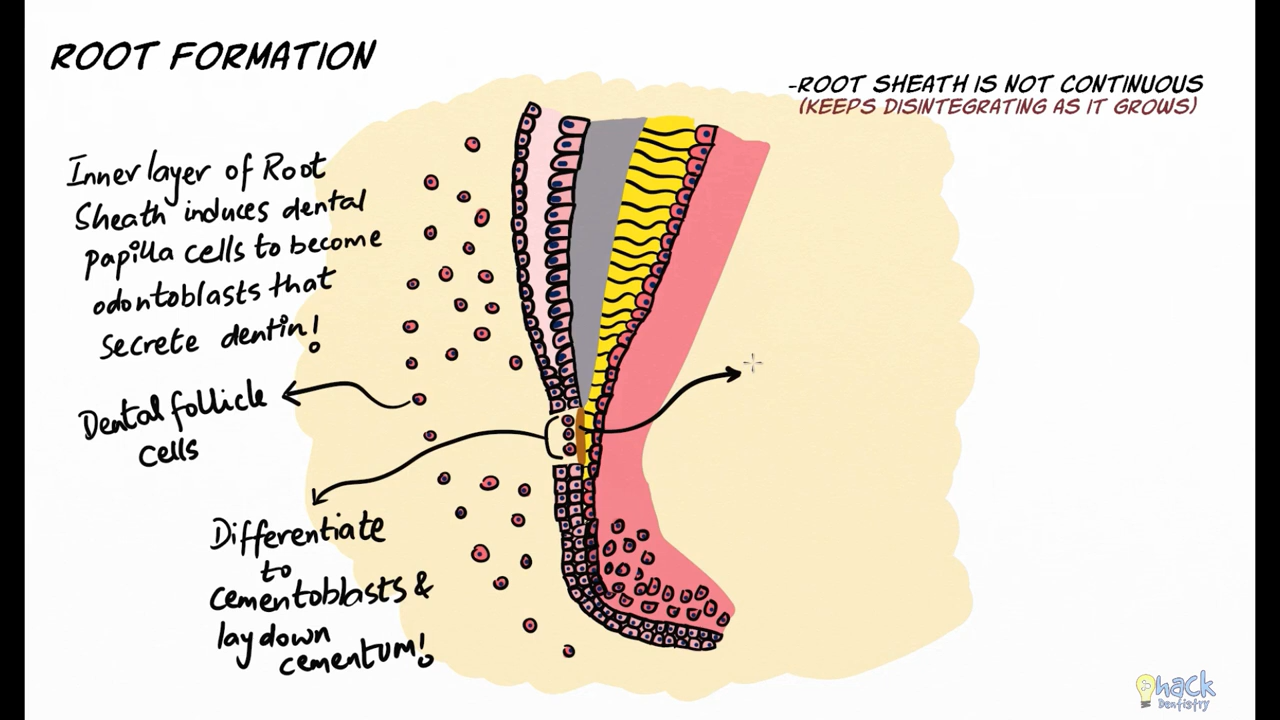 ROOT FORMATION
-ROOT SHEATH IS NOT CONTINUOUS
(KEEPS DISINTEGRATING AS IT GROWS)
Inner layer of Root
Sheath induces dental
papilla cells to become
odontoblasts that
secrete dentin!
Dental follicle
cells
Differentiate
to
cementoblasts &
lay down
cementum!
hack
Dentistry